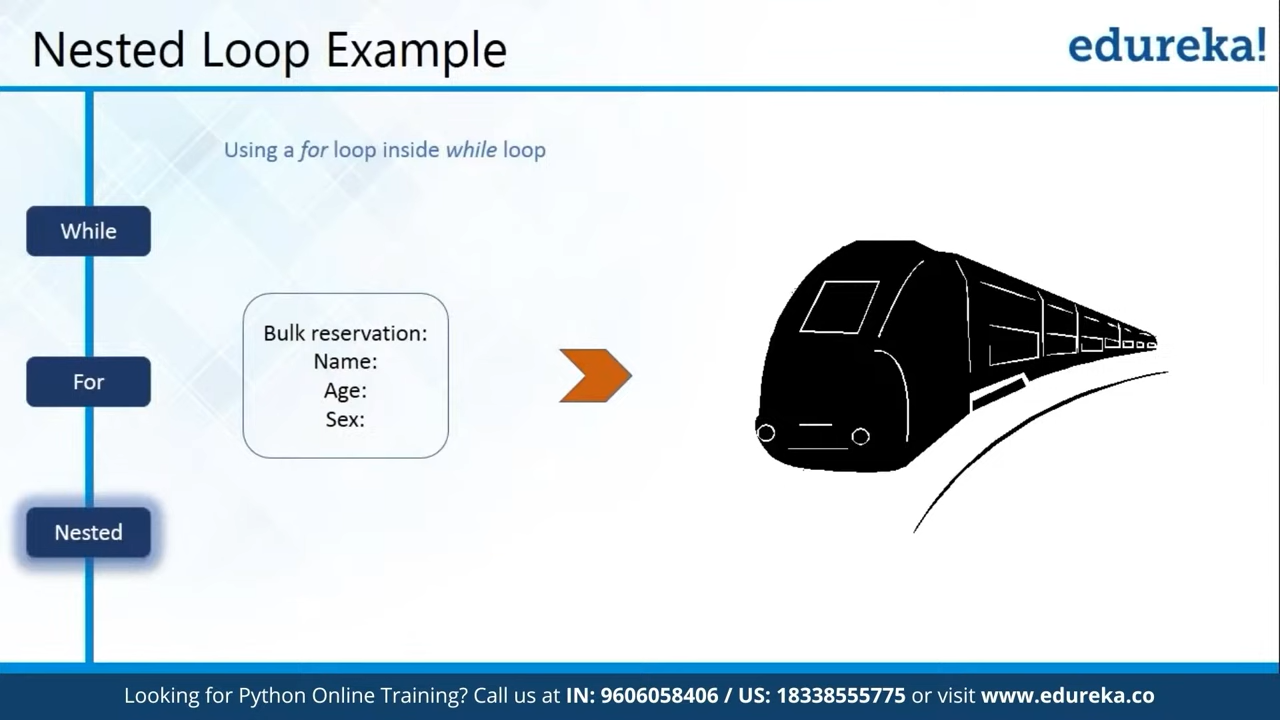 Nested Loop Example
edureka!
Using a for loop inside while loop
While
For
Nested
Bulk reservation:
Name:
Age:
Sex:
Looking for Python Online Training? Call us at IN: 9606058406 / US: 18338555775 or visit www.edureka.co